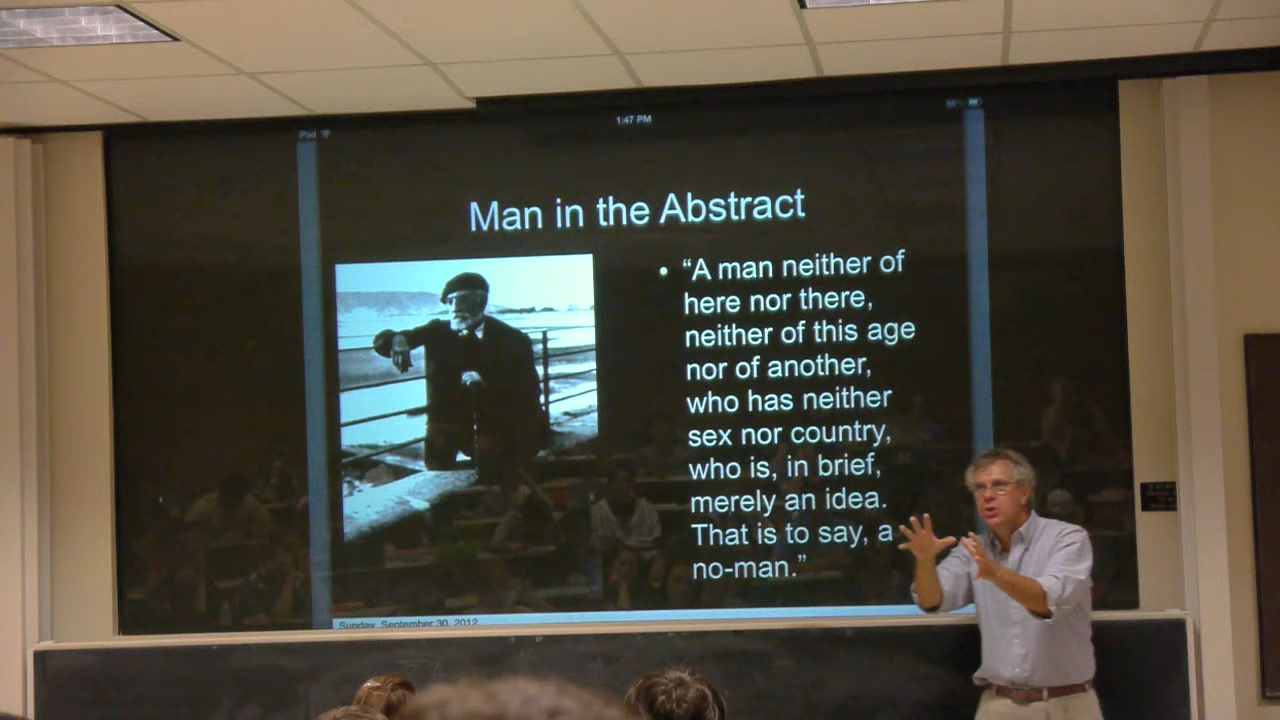 iPad
1:47 PM
Man in the Abstract
• “A man neither of
here nor there,
neither of this age
nor of another,
who has neither
sex nor country,
who is, in brief,
merely an idea.
That is to say, a
no-man.”
Sunday, September 30, 2012